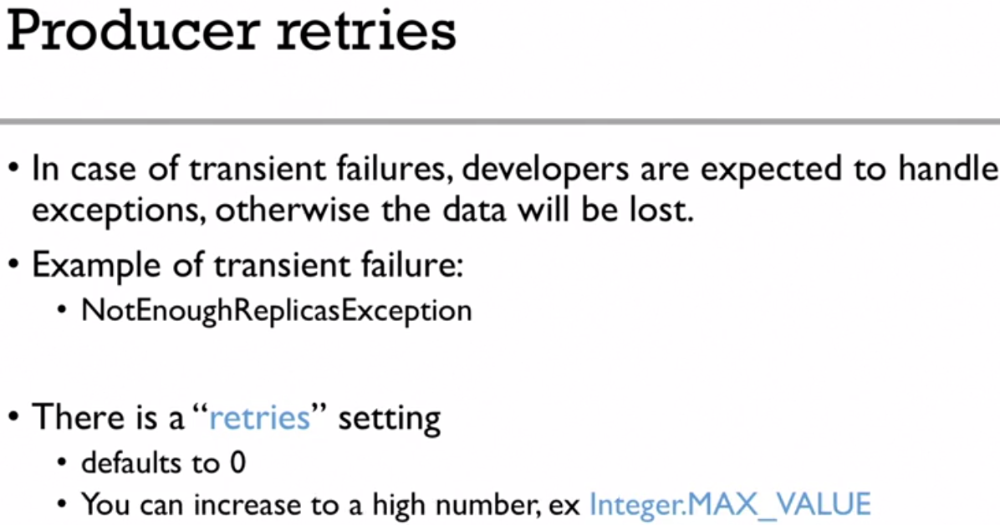 Producer retries
• In case of transient failures, developers are expected to handle
exceptions, otherwise the data will be lost.
• Example of transient failure:
• NotEnoughReplicasException
• There is a “retries” setting
• defaults to 0
• You can increase to a high number, ex Integer.MAX_VALUE